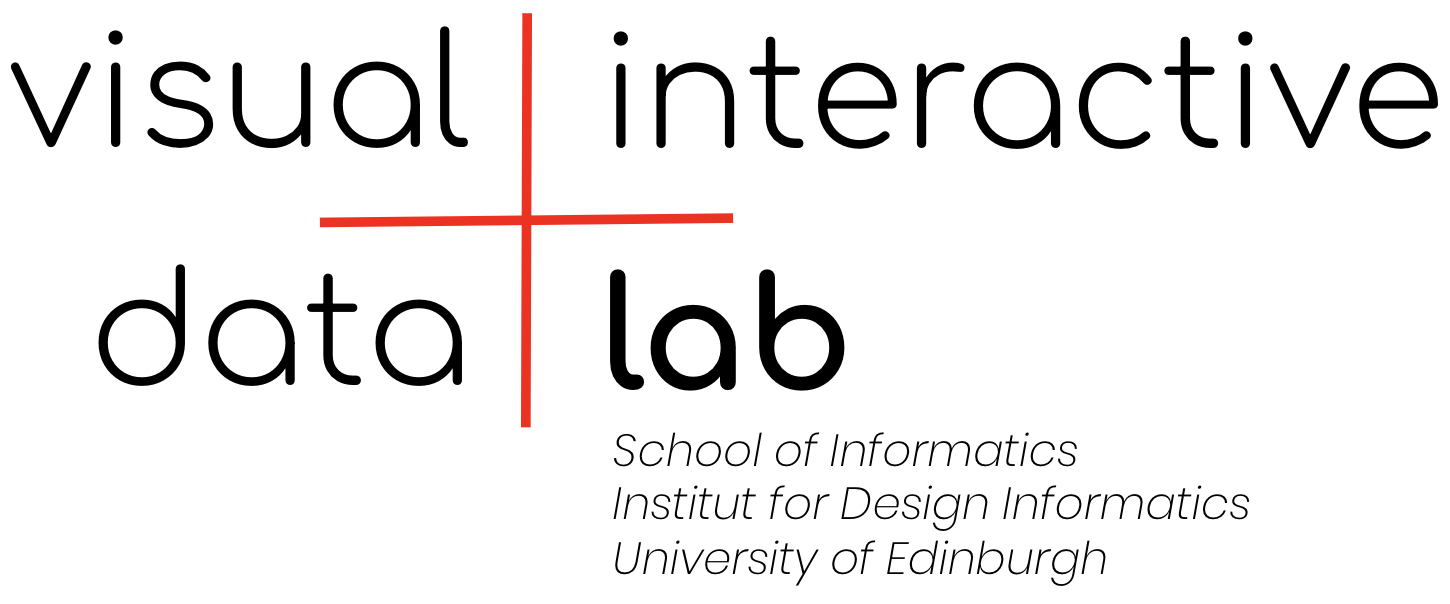 visual interactive
data lab
School of Informatics
Institut for Design Informatics
University of Edinburgh